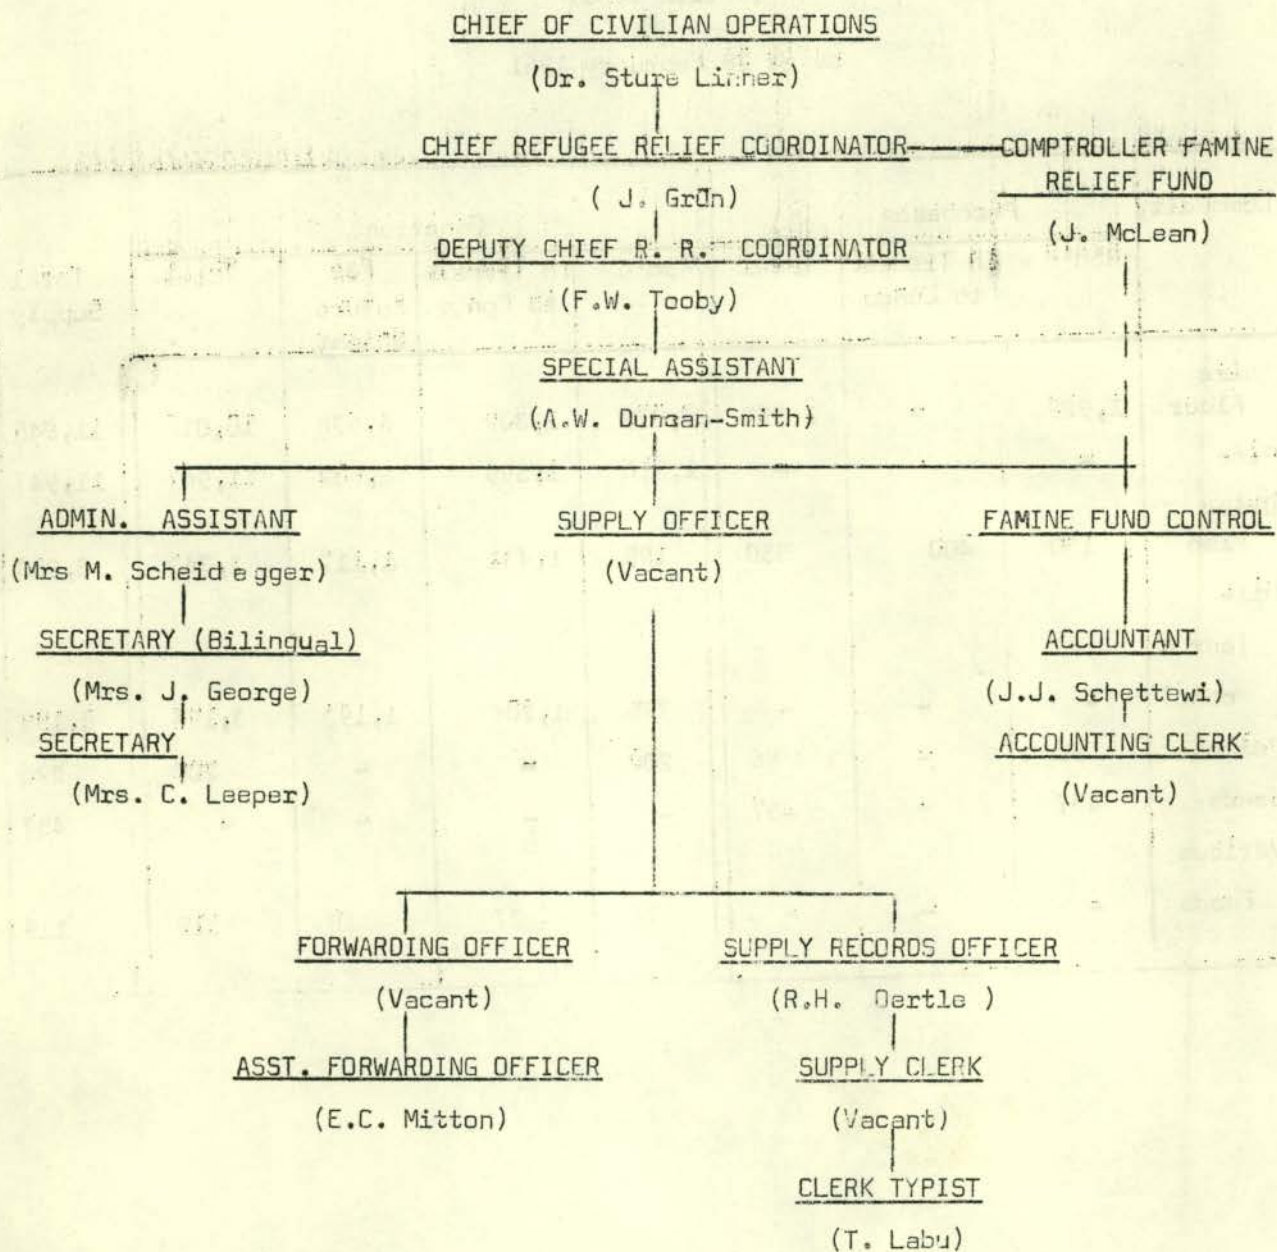 CHIEF OF CIVILIAN OPERATIONS
(Dr. Sture Linner)
CHIEF REFUGEE RELIEF COORDINATOR
COMPTROLLER FAMINE
RELIEF FUND
(J. McLean)
( J. Grün)
DEPUTY CHIEF R. R. COORDINATOR
(F.W. Tooby)
SPECIAL ASSISTANT
(A.W. Duncan-Smith)
ADMIN. ASSISTANT
(Mrs M. Scheidegger)
SECRETARY (Bilingual)
(Mrs. J. George)
SECRETARY
(Mrs. C. Leeper)
SUPPLY OFFICER
(Vacant)
FAMINE FUND CONTROL
ACCOUNTANT
(J.J. Schettewi)
ACCOUNTING CLERK
(Vacant)
FORWARDING OFFICER
(Vacant)
ASST. FORWARDING OFFICER
(E.C. Mitton)
SUPPLY RECORDS OFFICER
(R.H. Oertle )
SUPPLY CLERK
(Vacant)
CLERK TYPIST
(T. Labu)